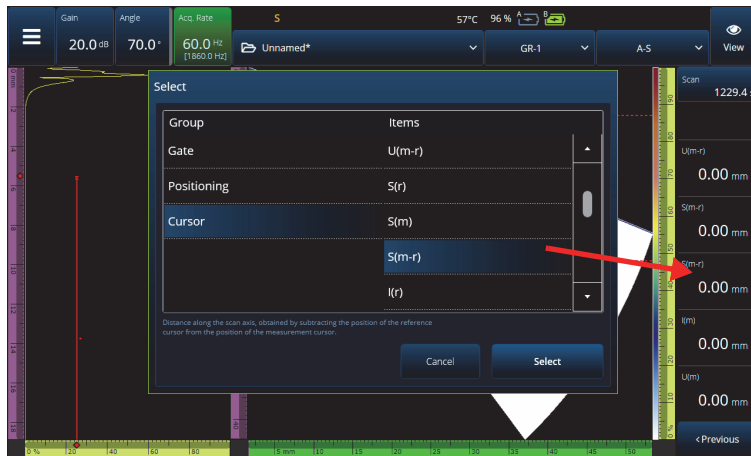 Gain
20.0 dB
Angle
70.0 °
Acq. Rate
60.0 Hz
[1860.0 Hz]
S
57°C 96 % A B
Unnamed*
GR-1
A-S
View
Select
Group Items
Gate U(m-r)
Positioning S(r)
Cursor S(m)
S(m-r)
I(r)
Distance along the scan axis, obtained by subtracting the position of the reference
cursor from the position of the measurement cursor.
Cancel Select
Scan
1229.4 s
U(m-r)
0.00 mm
S(m-r)
0.00 mm
S(m-r)
0.00 mm
I(m)
0.00 mm
U(m)
0.00 mm
<Previous
0 % 20 40 60 80
5 mm 10 15 20 25 30 35 40 45 50